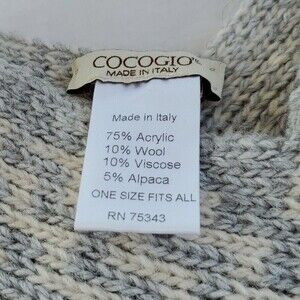 COCOGIO®
MADE IN ITALY
Made in Italy
75% Acrylic
10% Wool
10% Viscose
5% Alpaca
ONE SIZE FITS ALL
RN 75343